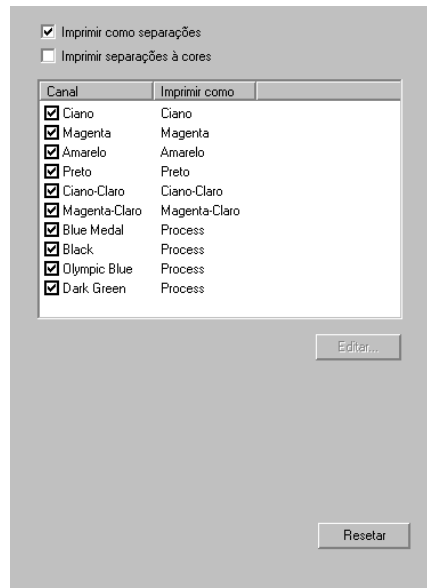 Imprimir como separações
Imprimir separações à cores
Canal Imprimir como
Ciano Ciano
Magenta Magenta
Amarelo Amarelo
Preto Preto
Ciano-Claro Ciano-Claro
Magenta-Claro Magenta-Claro
Blue Medal Process
Black Process
Olympic Blue Process
Dark Green Process
Editar...
Resetar